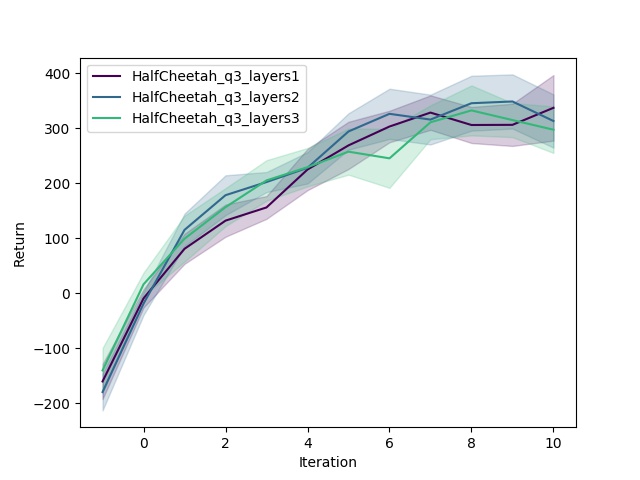 HalfCheetah_q3_layers1
HalfCheetah_q3_layers2
HalfCheetah_q3_layers3
400
300
200
100
0
−100
−200
Return
0 2 4 6 8 10
Iteration